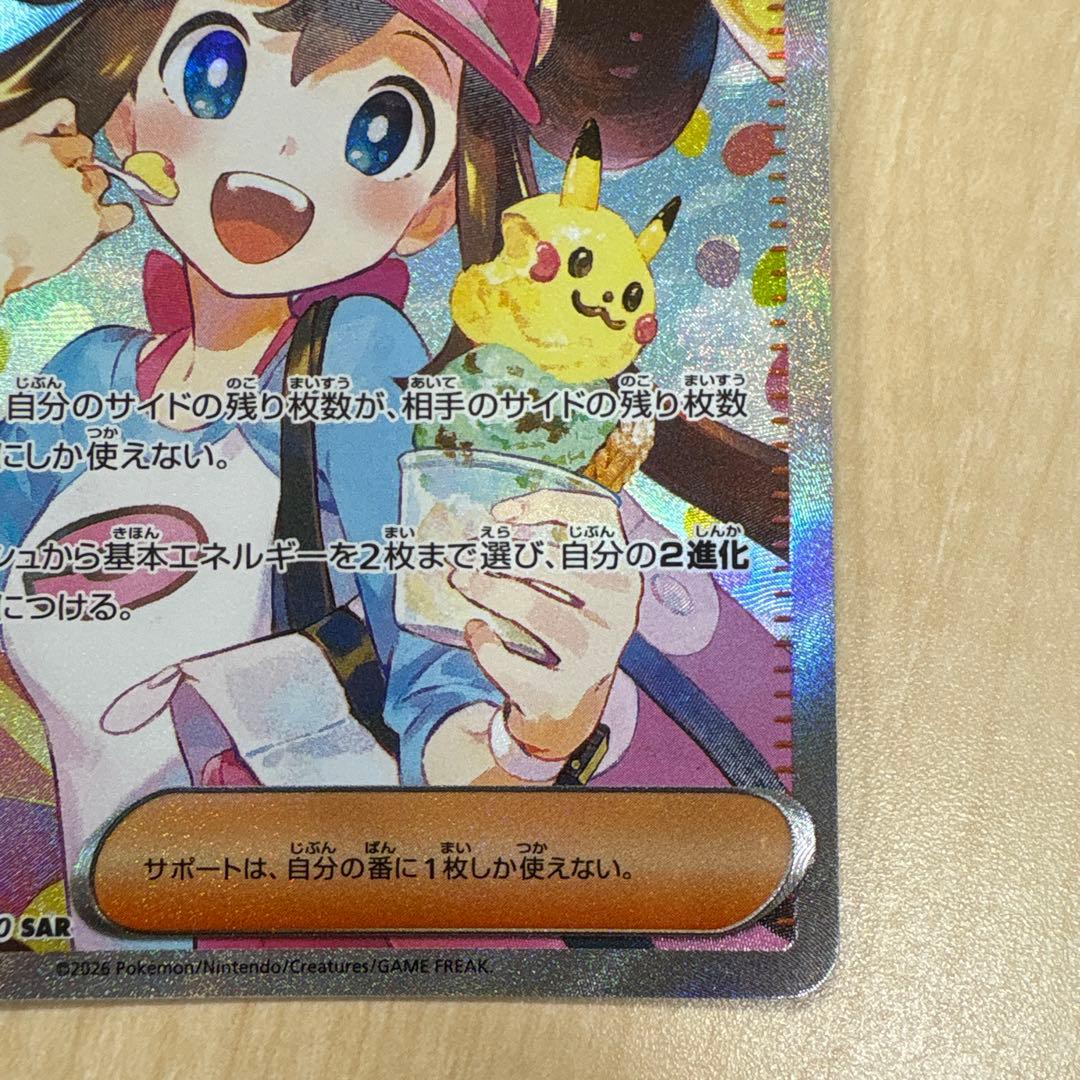 自分のサイドの残り枚数が、相手のサイドの残り枚数
にしか使えない。
シュから基本エネルギーを2枚まで選び、自分の2進化
につける。
サポートは、自分の番に1枚しか使えない。
0 SAR
©2026 Pokémon/Nintendo/Creatures/GAME FREAK.